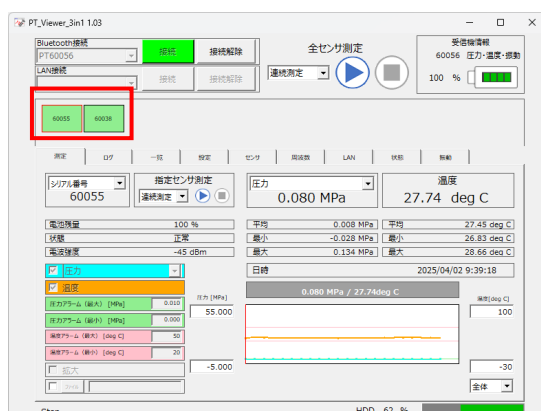 PT_Viewer_3in1 1.03
Bluetooth接続
PT60056
接続
接続解除
LAN接続
接続
接続解除
全センサ測定
連続測定
受信機情報
60056 圧力・温度・振動
100 %
60055
60038
測定 ログ 一覧 設定 センサ 周波数 LAN 状態 振動
シリアル番号
60055
指定センサ測定
連続測定
圧力
0.080 MPa
温度
27.74 deg C
電池残量 100 %
状態 正常
電波強度 -45 dBm
平均 0.008 MPa
最小 -0.028 MPa
最大 0.134 MPa
平均 27.45 deg C
最小 26.83 deg C
最大 28.66 deg C
圧力
温度
圧力アラーム (最大) [MPa] 0.010
圧力アラーム (最小) [MPa] 0.000
温度アラーム (最大) [deg C] 50
温度アラーム (最小) [deg C] 20
拡大
日時 2025/04/02 9:39:18
0.080 MPa / 27.74deg C
圧力 [MPa]
55.000
-5.000
温度[deg C]
100
-30
全体
Stop
HDD 62 %